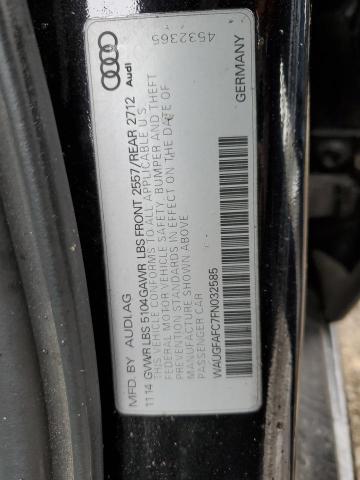 MFD. BY AUDI AG
11 14 GVWR LBS 5104 GAWR LBS FRONT 2557/REAR 2712
THIS VEHICLE CONFORMS TO ALL APPLICABLE U.S.
FEDERAL MOTOR VEHICLE SAFETY, BUMPER AND THEFT
PREVENTION STANDARDS IN EFFECT ON THE DATE OF
MANUFACTURE SHOWN ABOVE
PASSENGER CAR
WAUGFAFC7FN032585
Audi
4532365
GERMANY